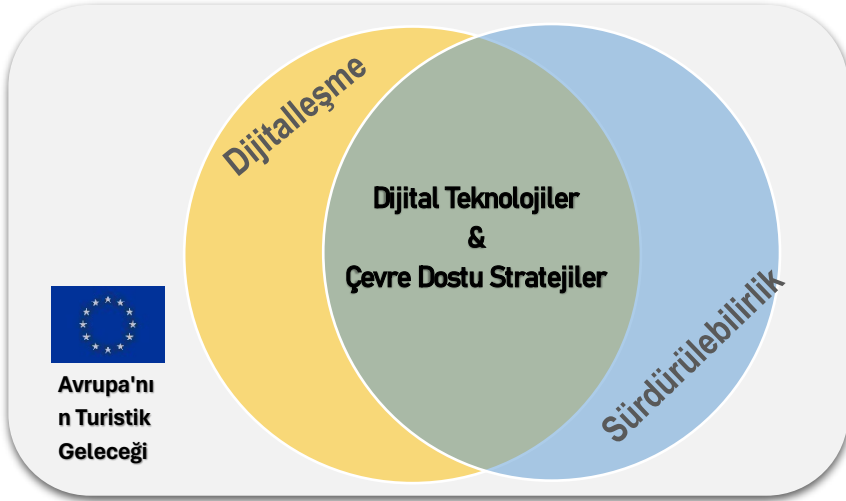 Dijitalleşme
Dijital Teknolojiler
&
Çevre Dostu Stratejiler
Sürdürülebilirlik
Avrupa'nı
n Turistik
Geleceği